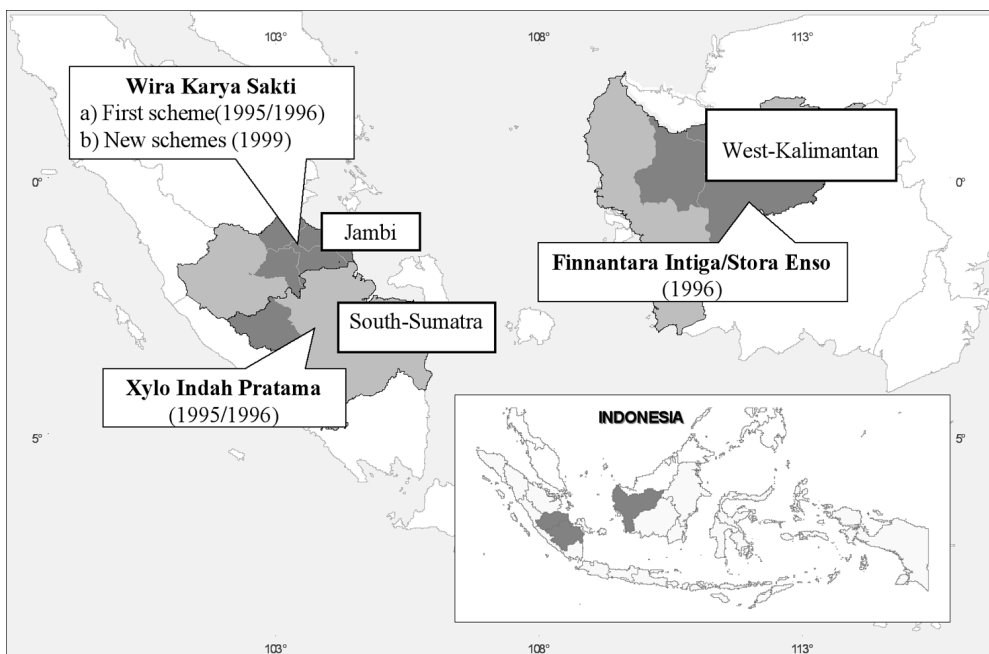 103°
108°
113°
Wira Karya Sakti
a) First scheme(1995/1996)
b) New schemes (1999)
West-Kalimantan
0°
0°
Jambi
Finnantara Intiga/Stora Enso
(1996)
South-Sumatra
Xylo Indah Pratama
(1995/1996)
5°
5°
INDONESIA
103°
108°
113°